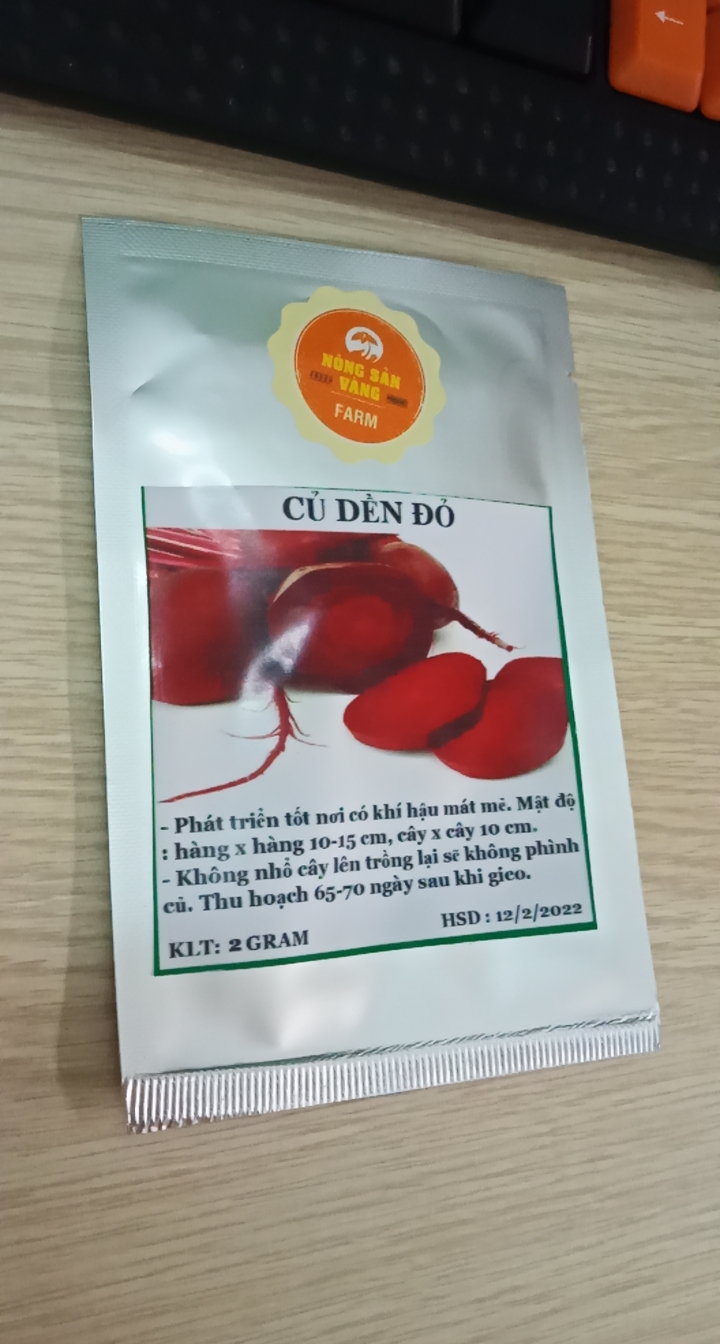 NÔNG SẢN
VÀNG
FARM
CỦ DỀN ĐỎ
- Phát triển tốt nơi có khí hậu mát mẽ. Mật độ
: hàng x hàng 10-15 cm, cây x cây 10 cm.
- Không nhổ cây lên trồng lại sẽ không phình
củ. Thu hoạch 65-70 ngày sau khi gieo.
HSD : 12/2/2022
KLT: 2 GRAM